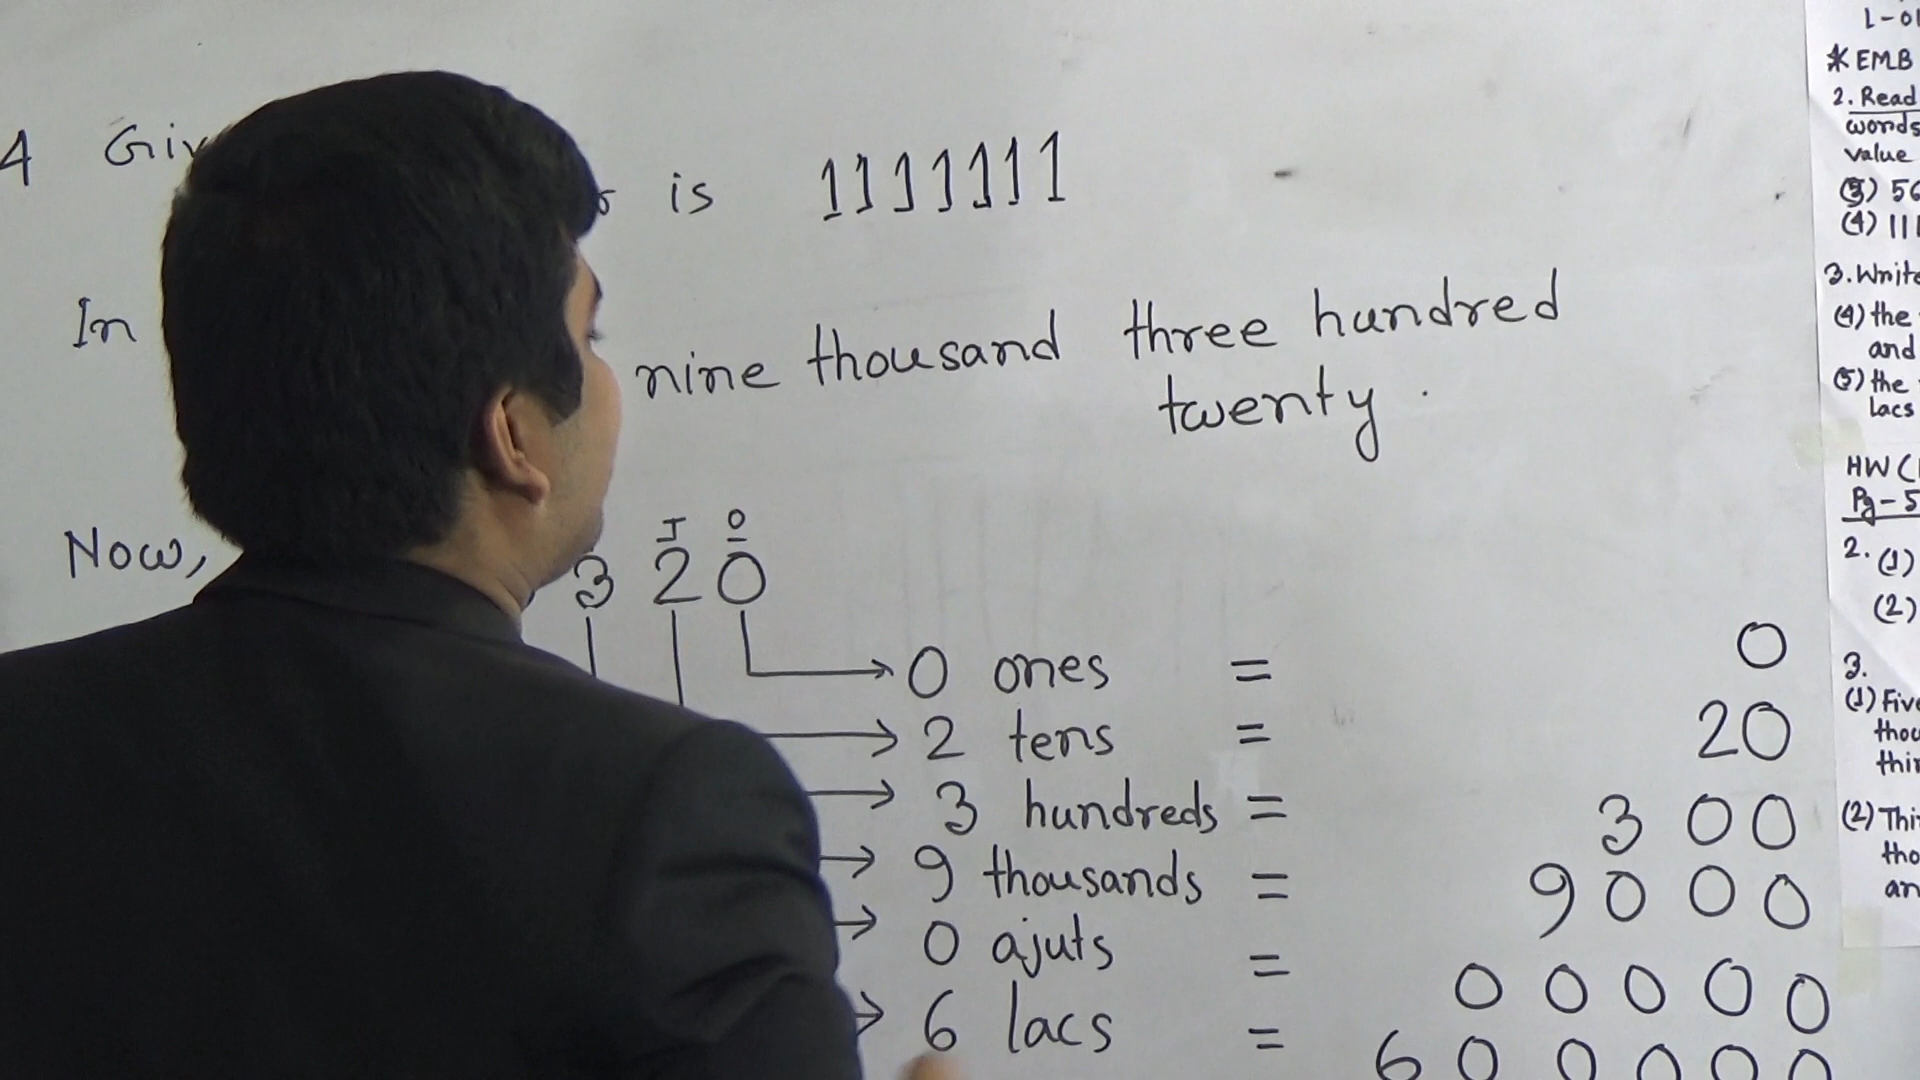 4 Giv is 1111111
In nine thousand three hundred
twenty.
Now,
T O
3 2 0
0 ones = 0
2 tens = 20
3 hundreds = 300
9 thousands = 9000
0 ajuts = 00000
6 lacs = 600000
L-01
* EMB
2. Read
words
value
(3) 56
(4) 111
3. Write
(4) the
and
(5) the
lacs
HW (
Pg-5
2. (1)
(2)
3.
(1) Five
thou
thir
(2) Thi
tho
an